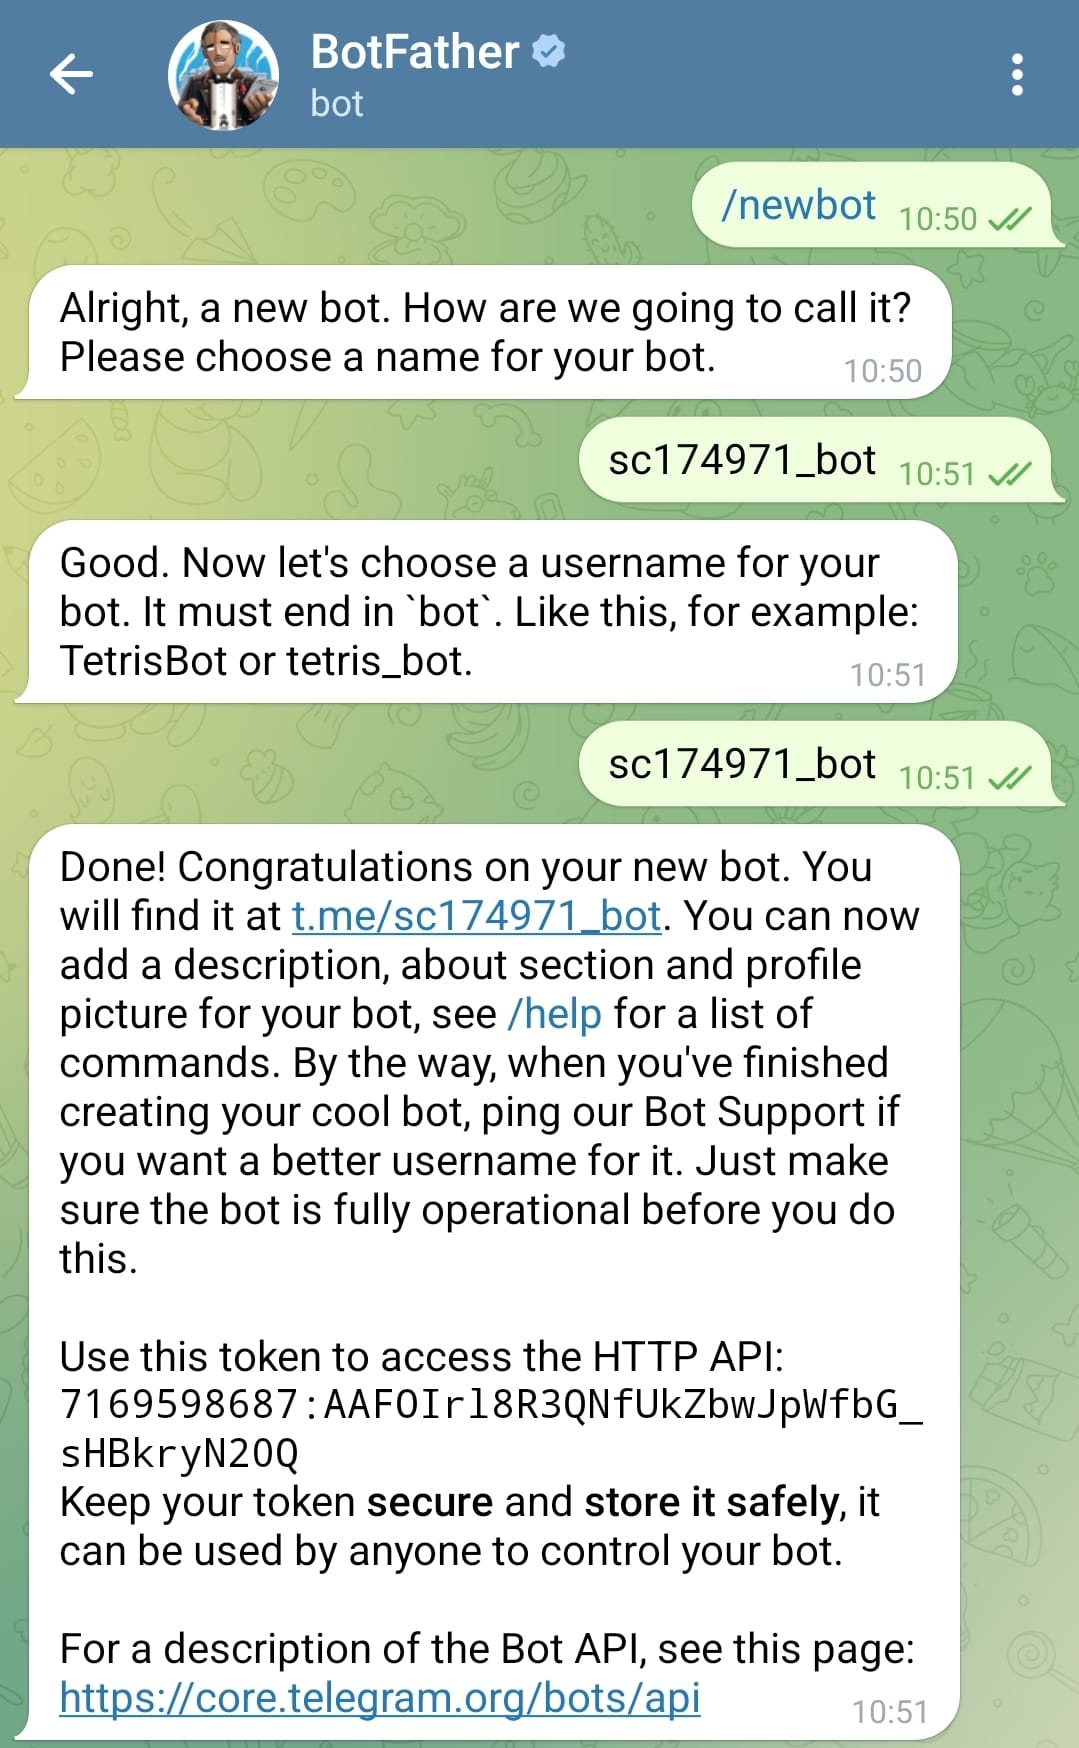 BotFather
bot
/newbot 10:50
Alright, a new bot. How are we going to call it?
Please choose a name for your bot. 10:50
sc174971_bot 10:51
Good. Now let's choose a username for your
bot. It must end in `bot`. Like this, for example:
TetrisBot or tetris_bot. 10:51
sc174971_bot 10:51
Done! Congratulations on your new bot. You
will find it at t.me/sc174971_bot. You can now
add a description, about section and profile
picture for your bot, see /help for a list of
commands. By the way, when you've finished
creating your cool bot, ping our Bot Support if
you want a better username for it. Just make
sure the bot is fully operational before you do
this.
Use this token to access the HTTP API:
7169598687:AAFOIrl8R3QNfUkZbwJpWfbG_
sHBkryN20Q
Keep your token secure and store it safely, it
can be used by anyone to control your bot.
For a description of the Bot API, see this page:
https://core.telegram.org/bots/api 10:51